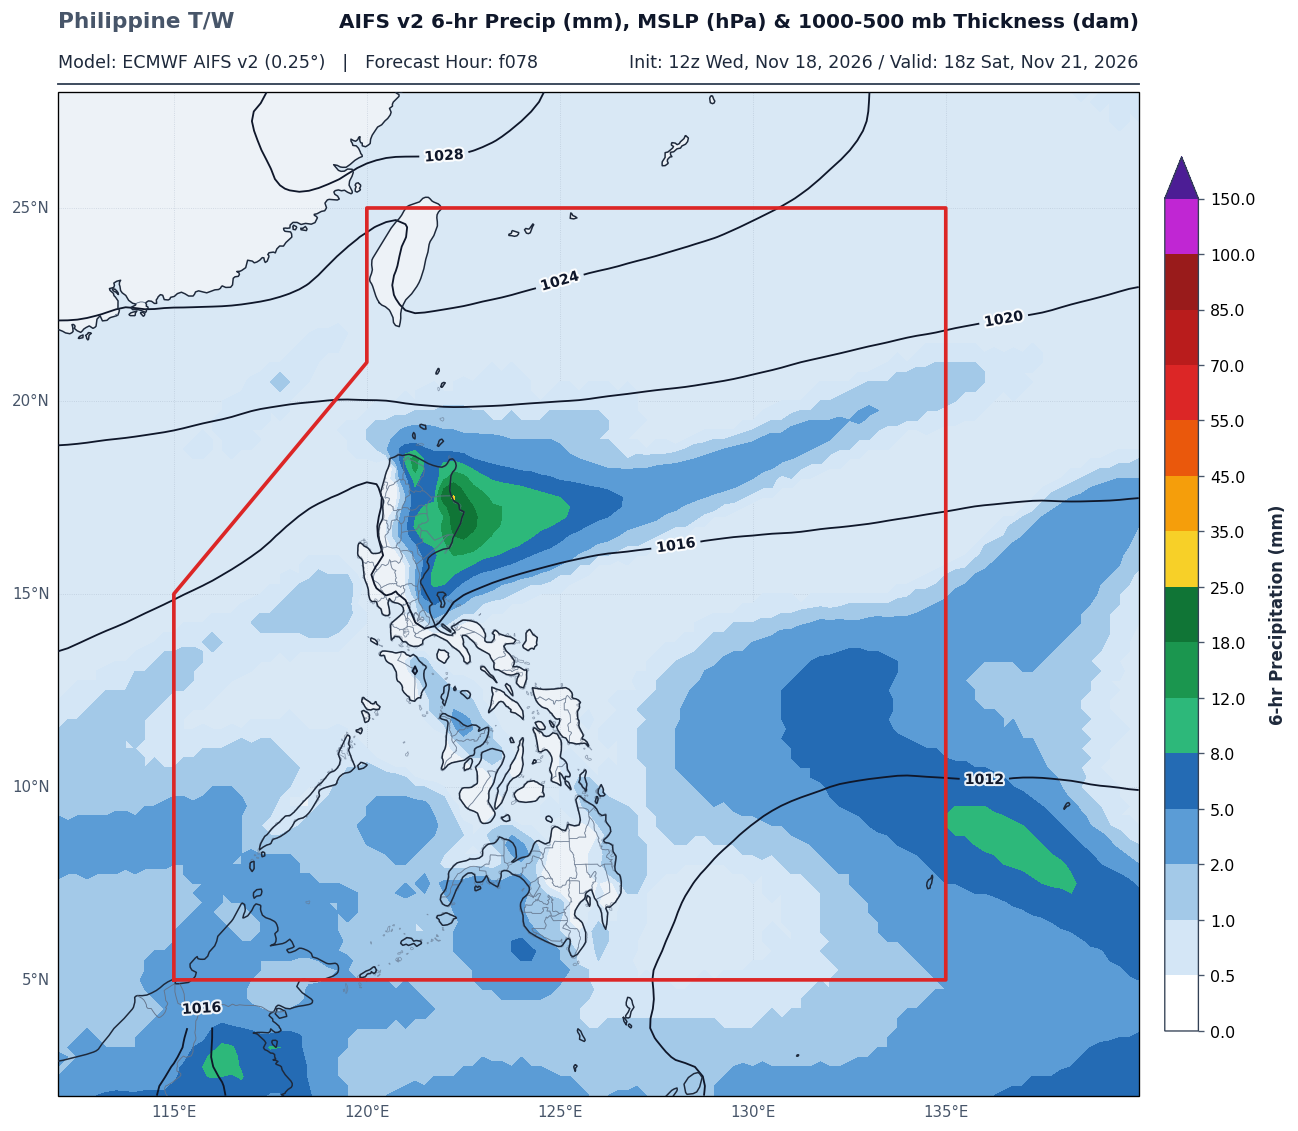 Philippine T/W
AIFS v2 6-hr Precip (mm), MSLP (hPa) & 1000-500 mb Thickness (dam)
Model: ECMWF AIFS v2 (0.25°) | Forecast Hour: f078
Init: 12z Wed, Nov 18, 2026 / Valid: 18z Sat, Nov 21, 2026
1028
1024
1020
1016
1012
1016
25°N
20°N
15°N
10°N
5°N
115°E
120°E
125°E
130°E
135°E
150.0
100.0
85.0
70.0
55.0
45.0
35.0
25.0
18.0
12.0
8.0
5.0
2.0
1.0
0.5
0.0
6-hr Precipitation (mm)